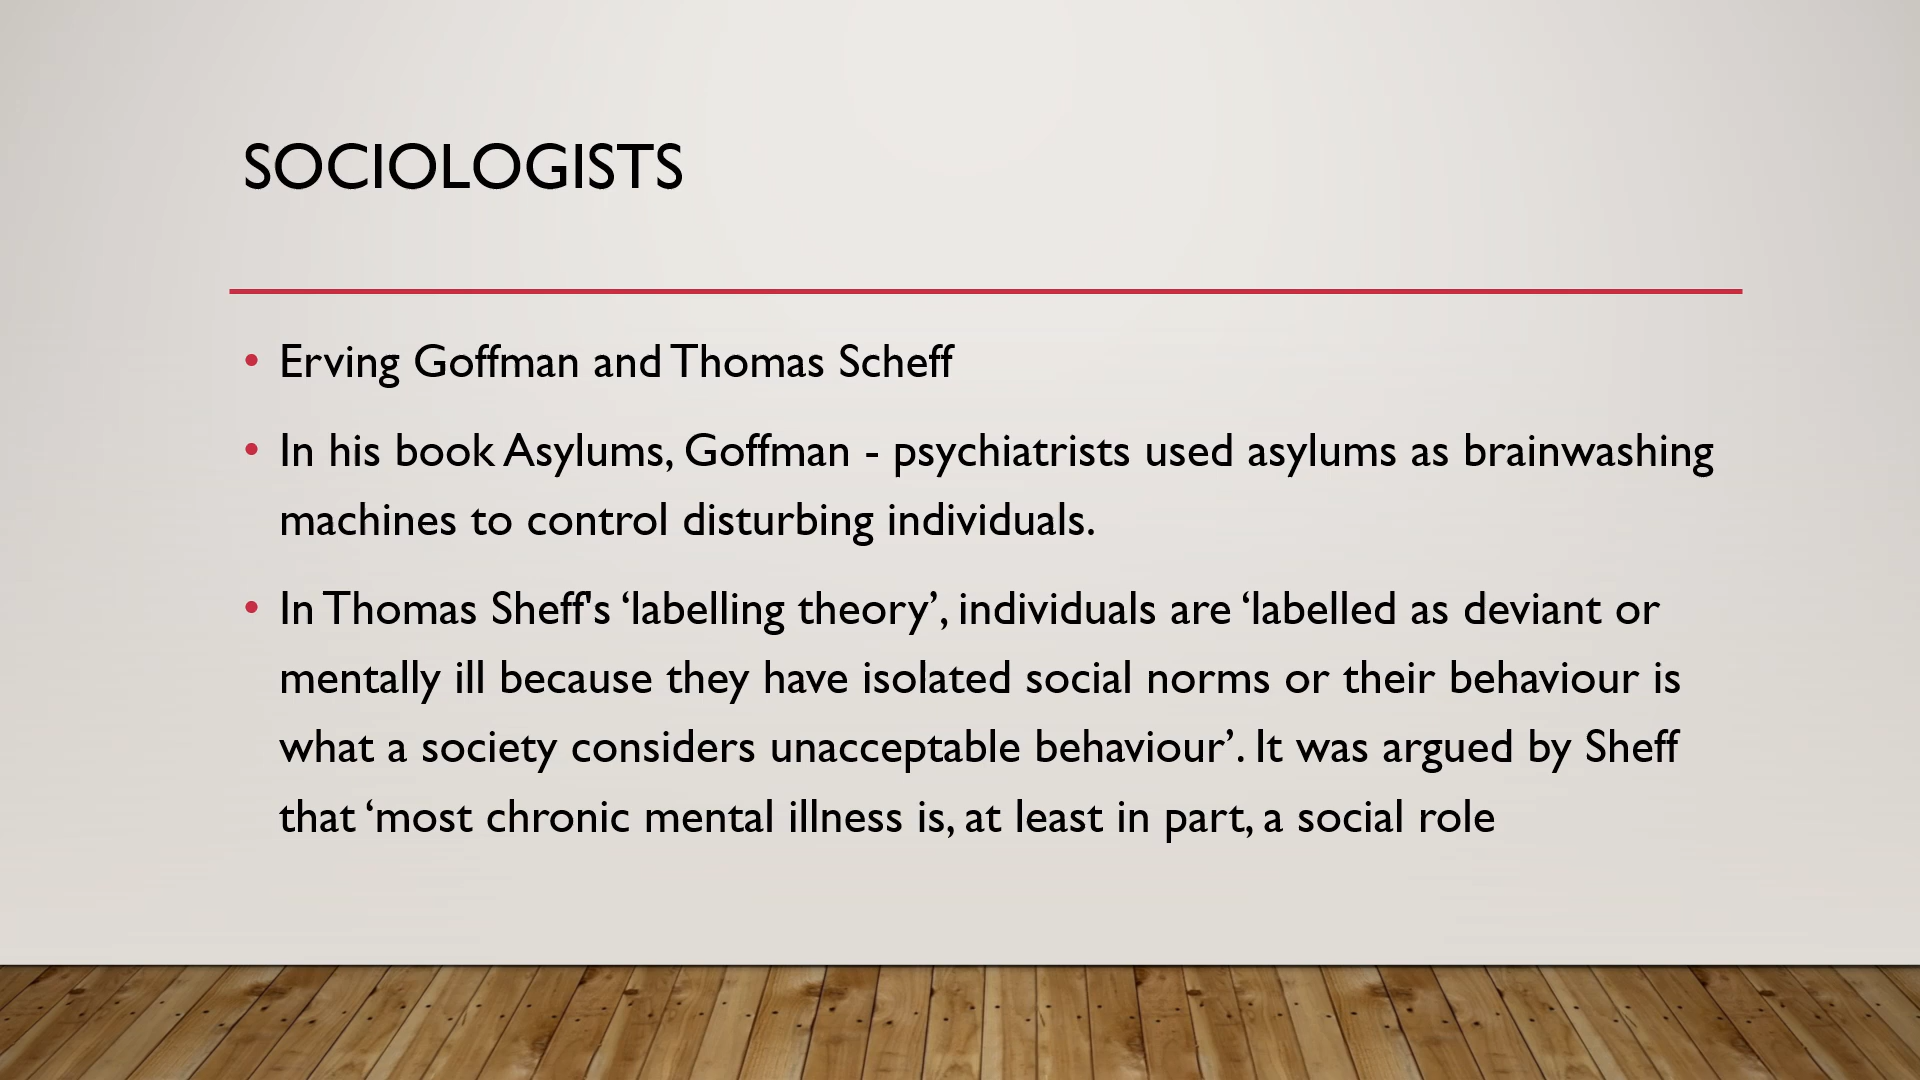 SOCIOLOGISTS
• Erving Goffman and Thomas Scheff
• In his book Asylums, Goffman - psychiatrists used asylums as brainwashing
machines to control disturbing individuals.
• In Thomas Sheff's ‘labelling theory’, individuals are ‘labelled as deviant or
mentally ill because they have isolated social norms or their behaviour is
what a society considers unacceptable behaviour’. It was argued by Sheff
that ‘most chronic mental illness is, at least in part, a social role